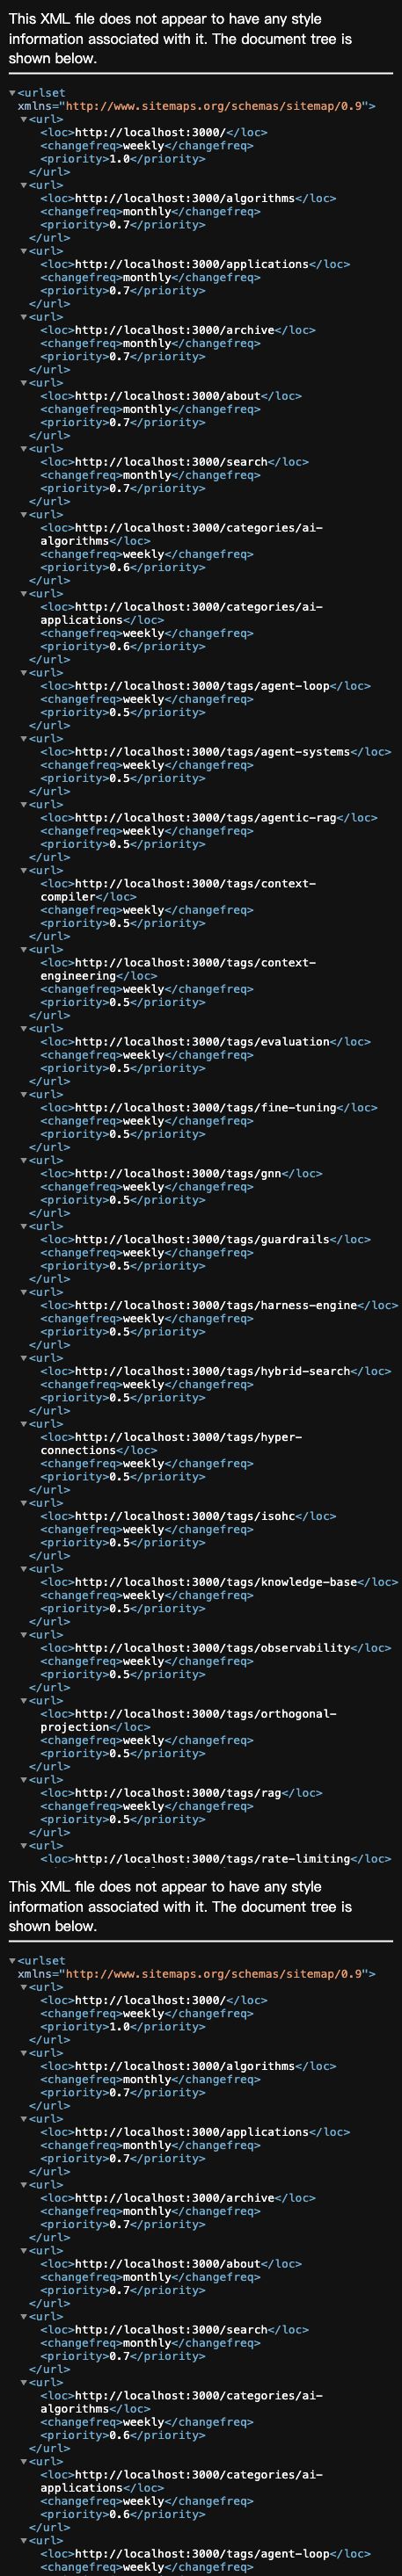 This XML file does not appear to have any style
information associated with it. The document tree is
shown below.
▼<urlset
xmlns="http://www.sitemaps.org/schemas/sitemap/0.9">
▼<url>
<loc>http://localhost:3000/</loc>
<changefreq>weekly</changefreq>
<priority>1.0</priority>
</url>
▼<url>
<loc>http://localhost:3000/algorithms</loc>
<changefreq>monthly</changefreq>
<priority>0.7</priority>
</url>
▼<url>
<loc>http://localhost:3000/applications</loc>
<changefreq>monthly</changefreq>
<priority>0.7</priority>
</url>
▼<url>
<loc>http://localhost:3000/archive</loc>
<changefreq>monthly</changefreq>
<priority>0.7</priority>
</url>
▼<url>
<loc>http://localhost:3000/about</loc>
<changefreq>monthly</changefreq>
<priority>0.7</priority>
</url>
▼<url>
<loc>http://localhost:3000/search</loc>
<changefreq>monthly</changefreq>
<priority>0.7</priority>
</url>
▼<url>
<loc>http://localhost:3000/categories/ai-
algorithms</loc>
<changefreq>weekly</changefreq>
<priority>0.6</priority>
</url>
▼<url>
<loc>http://localhost:3000/categories/ai-
applications</loc>
<changefreq>weekly</changefreq>
<priority>0.6</priority>
</url>
▼<url>
<loc>http://localhost:3000/tags/agent-loop</loc>
<changefreq>weekly</changefreq>
<priority>0.5</priority>
</url>
▼<url>
<loc>http://localhost:3000/tags/agent-systems</loc>
<changefreq>weekly</changefreq>
<priority>0.5</priority>
</url>
▼<url>
<loc>http://localhost:3000/tags/agentic-rag</loc>
<changefreq>weekly</changefreq>
<priority>0.5</priority>
</url>
▼<url>
<loc>http://localhost:3000/tags/context-
compiler</loc>
<changefreq>weekly</changefreq>
<priority>0.5</priority>
</url>
▼<url>
<loc>http://localhost:3000/tags/context-
engineering</loc>
<changefreq>weekly</changefreq>
<priority>0.5</priority>
</url>
▼<url>
<loc>http://localhost:3000/tags/evaluation</loc>
<changefreq>weekly</changefreq>
<priority>0.5</priority>
</url>
▼<url>
<loc>http://localhost:3000/tags/fine-tuning</loc>
<changefreq>weekly</changefreq>
<priority>0.5</priority>
</url>
▼<url>
<loc>http://localhost:3000/tags/gnn</loc>
<changefreq>weekly</changefreq>
<priority>0.5</priority>
</url>
▼<url>
<loc>http://localhost:3000/tags/guardrails</loc>
<changefreq>weekly</changefreq>
<priority>0.5</priority>
</url>
▼<url>
<loc>http://localhost:3000/tags/harness-engine</loc>
<changefreq>weekly</changefreq>
<priority>0.5</priority>
</url>
▼<url>
<loc>http://localhost:3000/tags/hybrid-search</loc>
<changefreq>weekly</changefreq>
<priority>0.5</priority>
</url>
▼<url>
<loc>http://localhost:3000/tags/hyper-
connections</loc>
<changefreq>weekly</changefreq>
<priority>0.5</priority>
</url>
▼<url>
<loc>http://localhost:3000/tags/isohc</loc>
<changefreq>weekly</changefreq>
<priority>0.5</priority>
</url>
▼<url>
<loc>http://localhost:3000/tags/knowledge-base</loc>
<changefreq>weekly</changefreq>
<priority>0.5</priority>
</url>
▼<url>
<loc>http://localhost:3000/tags/observability</loc>
<changefreq>weekly</changefreq>
<priority>0.5</priority>
</url>
▼<url>
<loc>http://localhost:3000/tags/orthogonal-
projection</loc>
<changefreq>weekly</changefreq>
<priority>0.5</priority>
</url>
▼<url>
<loc>http://localhost:3000/tags/rag</loc>
<changefreq>weekly</changefreq>
<priority>0.5</priority>
</url>
▼<url>
<loc>http://localhost:3000/tags/rate-limiting</loc>
This XML file does not appear to have any style
information associated with it. The document tree is
shown below.
▼<urlset
xmlns="http://www.sitemaps.org/schemas/sitemap/0.9">
▼<url>
<loc>http://localhost:3000/</loc>
<changefreq>weekly</changefreq>
<priority>1.0</priority>
</url>
▼<url>
<loc>http://localhost:3000/algorithms</loc>
<changefreq>monthly</changefreq>
<priority>0.7</priority>
</url>
▼<url>
<loc>http://localhost:3000/applications</loc>
<changefreq>monthly</changefreq>
<priority>0.7</priority>
</url>
▼<url>
<loc>http://localhost:3000/archive</loc>
<changefreq>monthly</changefreq>
<priority>0.7</priority>
</url>
▼<url>
<loc>http://localhost:3000/about</loc>
<changefreq>monthly</changefreq>
<priority>0.7</priority>
</url>
▼<url>
<loc>http://localhost:3000/search</loc>
<changefreq>monthly</changefreq>
<priority>0.7</priority>
</url>
▼<url>
<loc>http://localhost:3000/categories/ai-
algorithms</loc>
<changefreq>weekly</changefreq>
<priority>0.6</priority>
</url>
▼<url>
<loc>http://localhost:3000/categories/ai-
applications</loc>
<changefreq>weekly</changefreq>
<priority>0.6</priority>
</url>
▼<url>
<loc>http://localhost:3000/tags/agent-loop</loc>
<changefreq>weekly</changefreq>